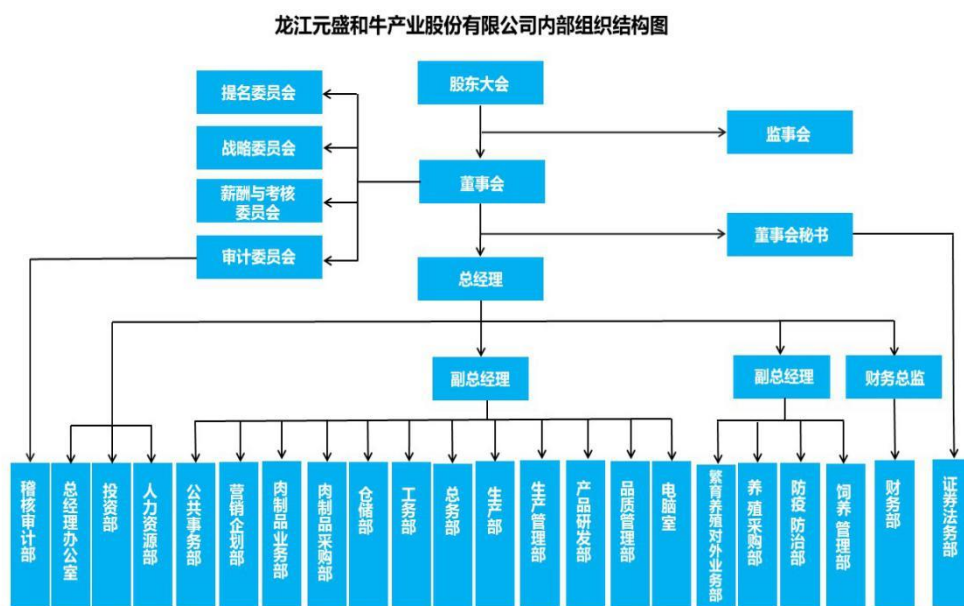 龙江元盛和牛产业股份有限公司内部组织结构图
股东大会
提名委员会
监事会
战略委员会
董事会
薪酬与考核
委员会
董事会秘书
审计委员会
总经理
副总经理
副总经理
财务总监
稽核审计部
总经理办公室
投资部
人力资源部
公共事务部
营销企划部
肉制品业务部
肉制品采购部
仓储部
工务部
总务部
生产部
生产管理部
产品研发部
品质管理部
电脑室
繁育养殖对外业务部
养 殖采购部
防疫 防治部
饲养 管理部
财务部
证券法务部